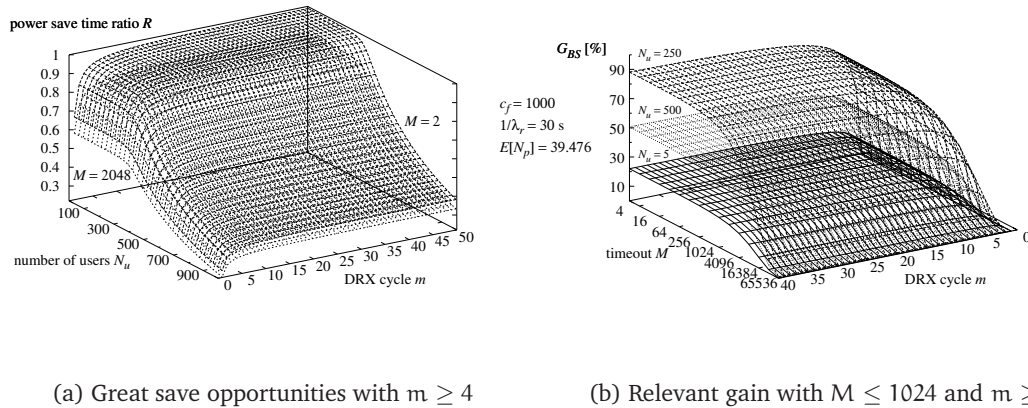 power save time ratio R
1
0.9
0.8
0.7
0.6
0.5
0.4
0.3
M = 2
M = 2048
100
300
500
700
900
number of users N_u
0 5 10 15 20 25 30 35 40 45 50
DRX cycle m
G_BS [%]
90
70
50
30
10
N_u = 250
N_u = 500
N_u = 5
c_f = 1000
1/λ_r = 30 s
E[N_p] = 39.476
4
16
64
256
1024
4096
16384
65536
timeout M
40 35 30 25 20 15 10 5 0
DRX cycle m
(a) Great save opportunities with m ≥ 4
(b) Relevant gain with M ≤ 1024 and m ≥